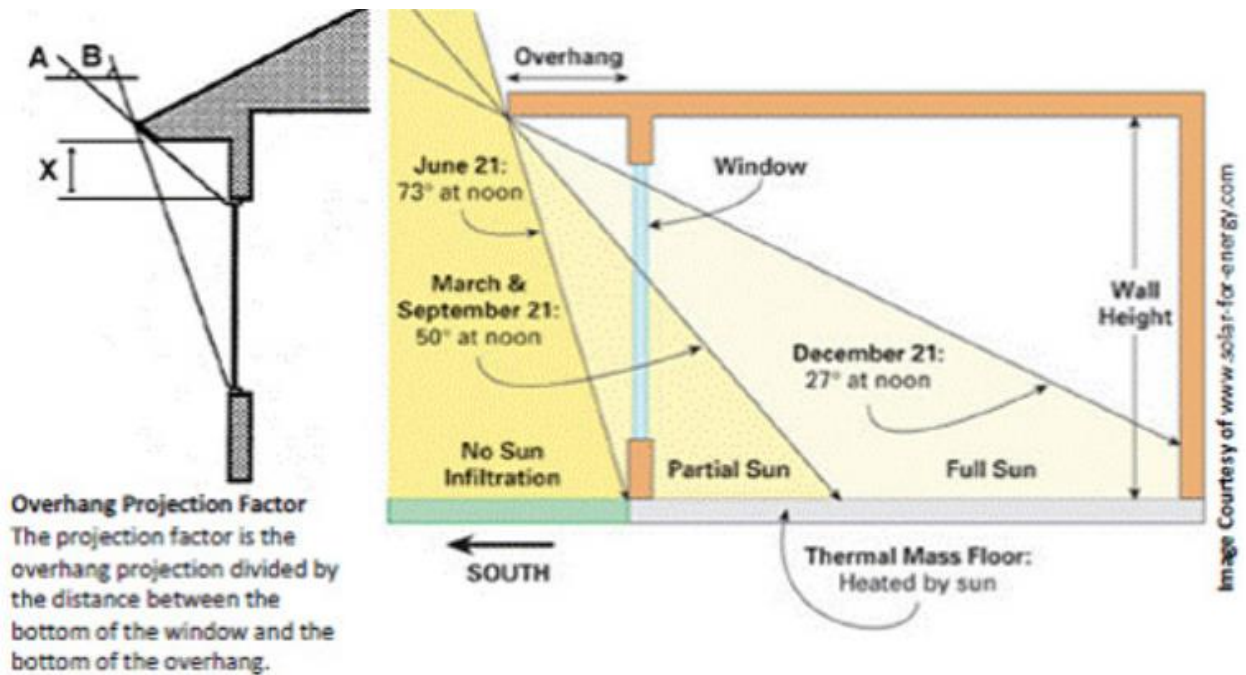 A B
X
Overhang Projection Factor
The projection factor is the
overhang projection divided by
the distance between the
bottom of the window and the
bottom of the overhang.
Overhang
June 21:
73° at noon
Window
March &
September 21:
50° at noon
Wall
Height
December 21:
27° at noon
No Sun
Infiltration
Partial Sun
Full Sun
SOUTH
Thermal Mass Floor:
Heated by sun
Image Courtesy of www.solar-for-energy.com